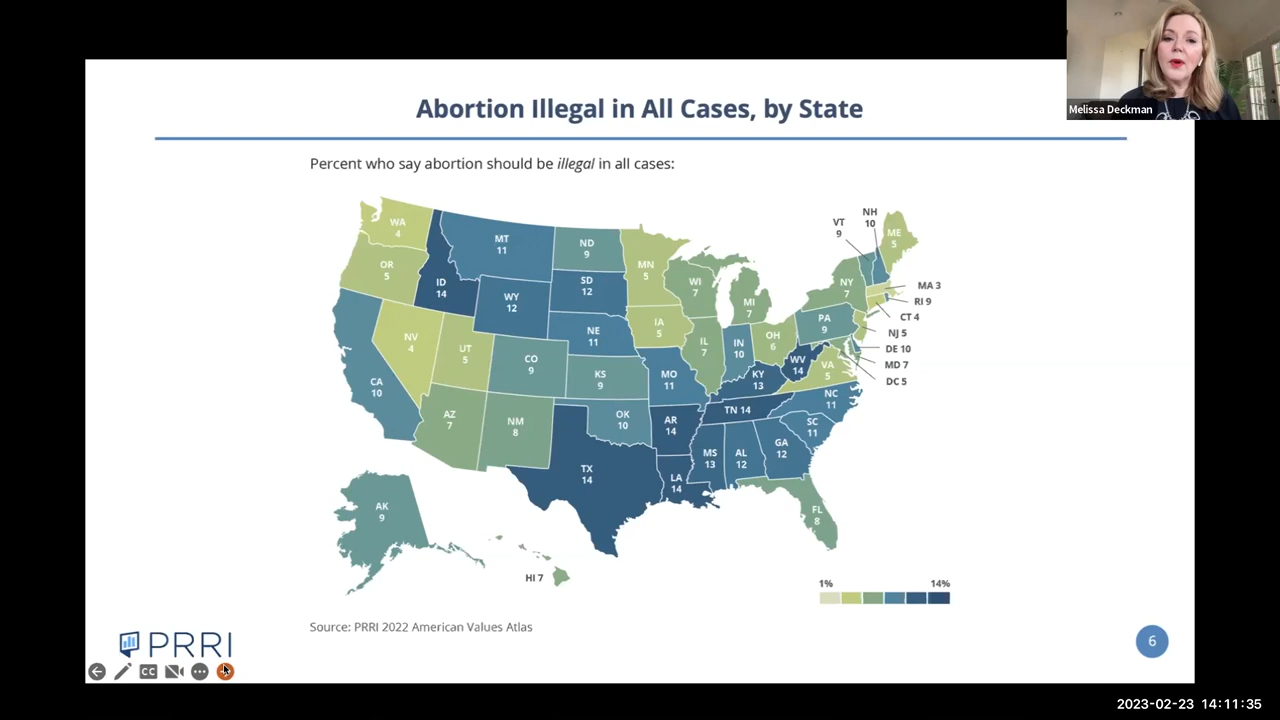 Melissa Deckman
Abortion Illegal in All Cases, by State
Percent who say abortion should be illegal in all cases:
WA
4
OR
5
CA
10
NV
4
ID
14
MT
11
WY
12
UT
5
AZ
7
CO
9
NM
8
ND
9
SD
12
NE
11
KS
9
OK
10
TX
14
MN
5
IA
5
MO
11
AR
14
LA
14
WI
7
IL
7
MI
7
IN
10
OH
6
KY
13
TN 14
MS
13
AL
12
GA
12
FL
8
SC
11
NC
11
VA
5
WV
14
PA
9
NY
7
VT
9
NH
10
ME
5
MA 3
RI 9
CT 4
NJ 5
DE 10
MD 7
DC 5
AK
9
HI 7
1% 14%
Source: PRRI 2022 American Values Atlas
PRRI
6
CC
2023-02-23 14:11:35